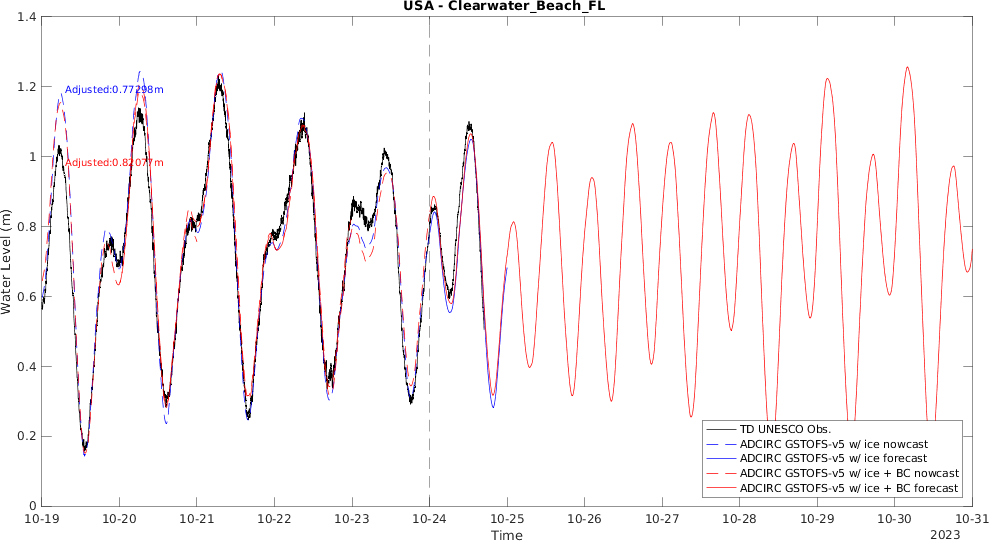 USA - Clearwater_Beach_FL
1.4
1.2
1
0.8
0.6
0.4
0.2
0
Water Level (m)
Adjusted:0.77298m
Adjusted:0.82077m
TD UNESCO Obs.
ADCIRC GSTOFS-v5 w/ ice nowcast
ADCIRC GSTOFS-v5 w/ ice forecast
ADCIRC GSTOFS-v5 w/ ice + BC nowcast
ADCIRC GSTOFS-v5 w/ ice + BC forecast
10-19 10-20 10-21 10-22 10-23 10-24 10-25 10-26 10-27 10-28 10-29 10-30 10-31
Time
2023